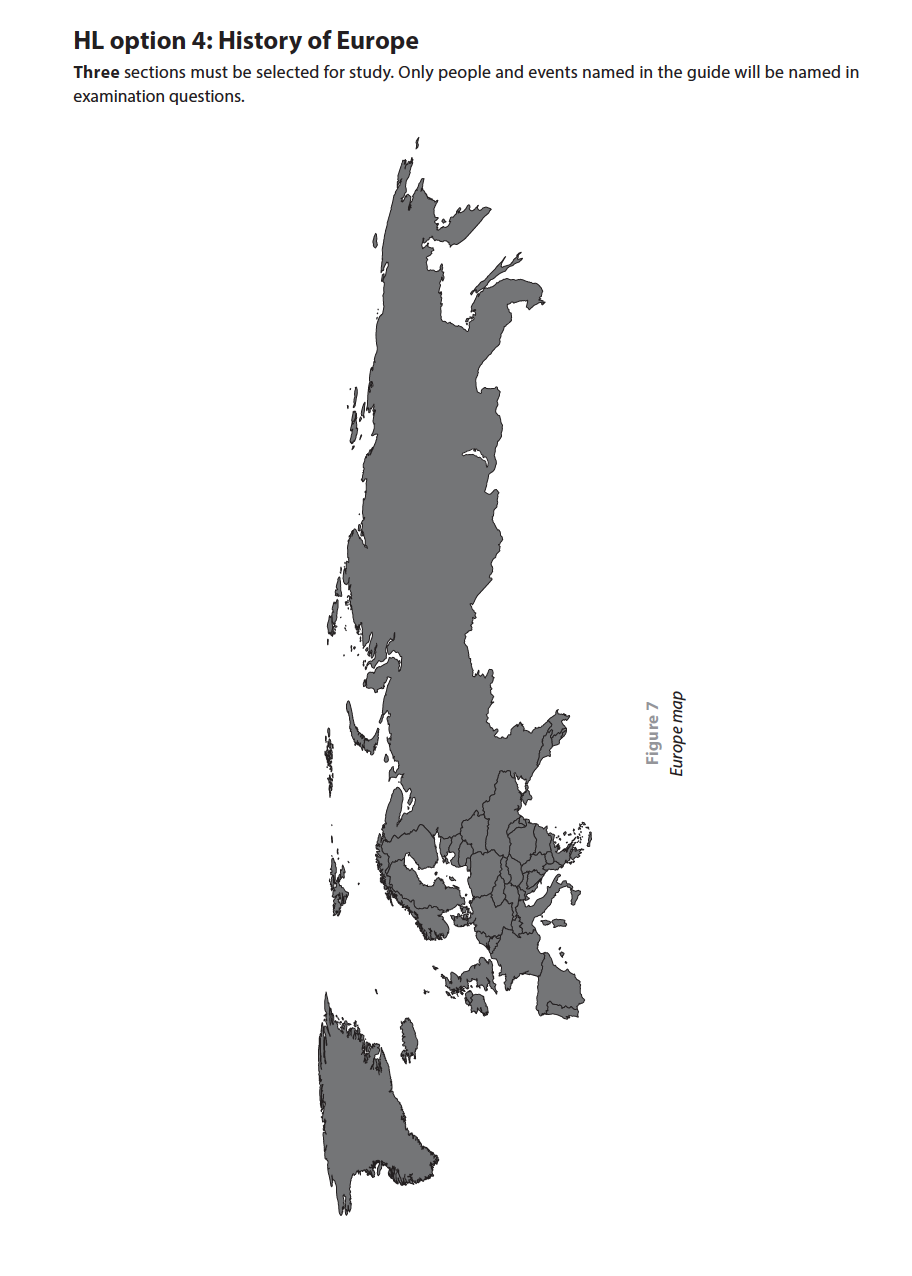 HL option 4: History of Europe
Three sections must be selected for study. Only people and events named in the guide will be named in
examination questions.
Figure 7
Europe map